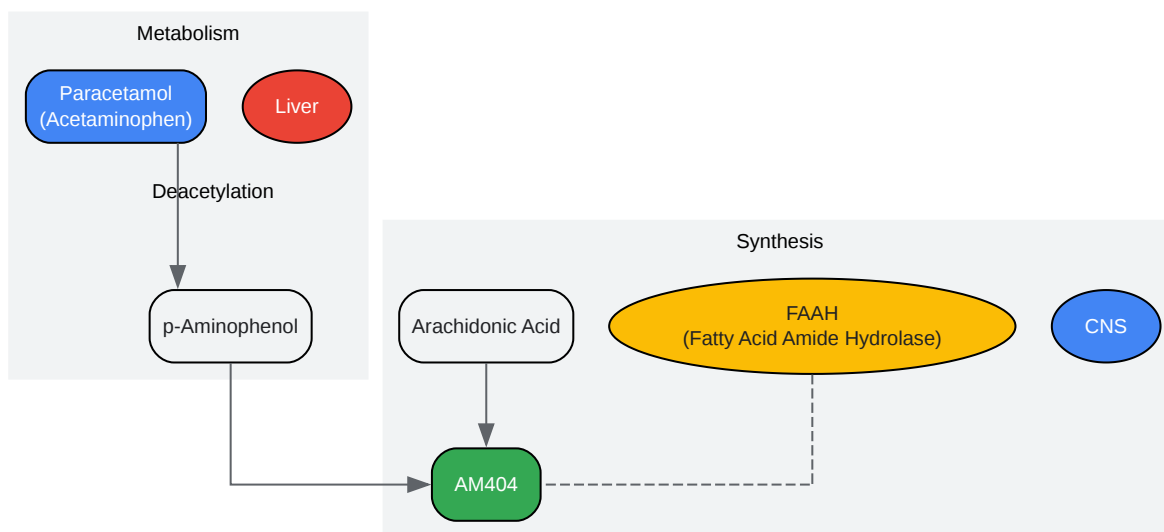 Metabolism
Paracetamol
(Acetaminophen)
Liver
Deacetylation
p-Aminophenol
Synthesis
Arachidonic Acid
FAAH
(Fatty Acid Amide Hydrolase)
CNS
AM404